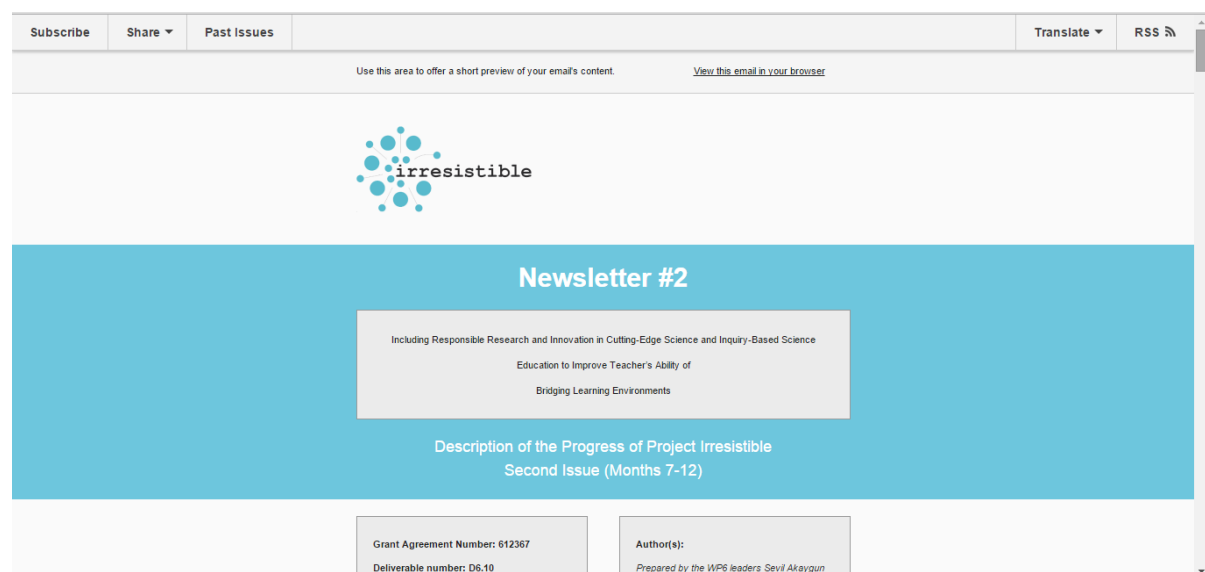 Subscribe Share Past Issues Translate RSS
Use this area to offer a short preview of your email's content. View this email in your browser
irresistible
Newsletter #2
Including Responsible Research and Innovation in Cutting-Edge Science and Inquiry-Based Science
Education to Improve Teacher's Ability of
Bridging Learning Environments
Description of the Progress of Project Irresistible
Second Issue (Months 7-12)
Grant Agreement Number: 612367
Deliverable number: D6.10
Author(s):
Prepared by the WP6 leaders Sevil Akaygun